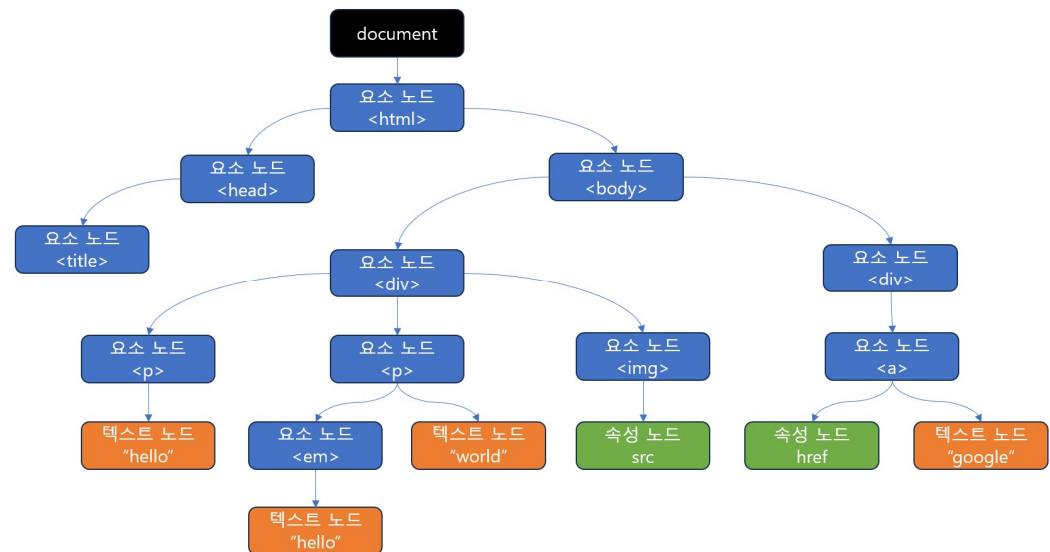 document
요소 노드
<html>
요소 노드
<head>
요소 노드
<body>
요소 노드
<title>
요소 노드
<div>
요소 노드
<div>
요소 노드
<p>
요소 노드
<p>
요소 노드
<img>
요소 노드
<a>
텍스트 노드
"hello"
요소 노드
<em>
텍스트 노드
"world"
속성 노드
src
속성 노드
href
텍스트 노드
"google"
텍스트 노드
"hello"